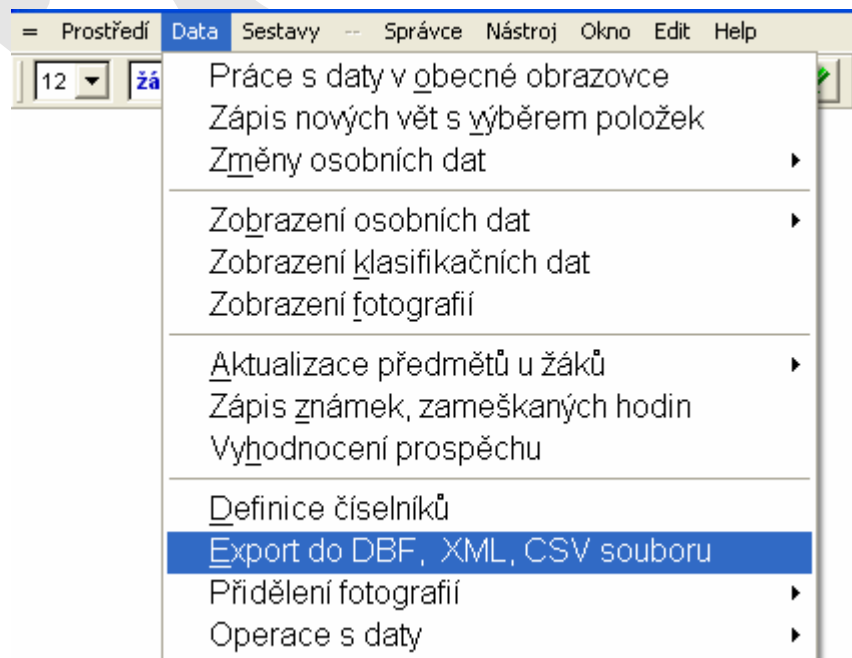 = Prostředí Data Sestavy -- Správce Nástroj Okno Edit Help
12 žá
Práce s daty v obecné obrazovce
Zápis nových vět s výběrem položek
Změny osobních dat
Zobrazení osobních dat
Zobrazení klasifikačních dat
Zobrazení fotografií
Aktualizace předmětů u žáků
Zápis známek, zameškaných hodin
Vyhodnocení prospěchu
Definice číselníků
Export do DBF, XML, CSV souboru
Přidělení fotografií
Operace s daty